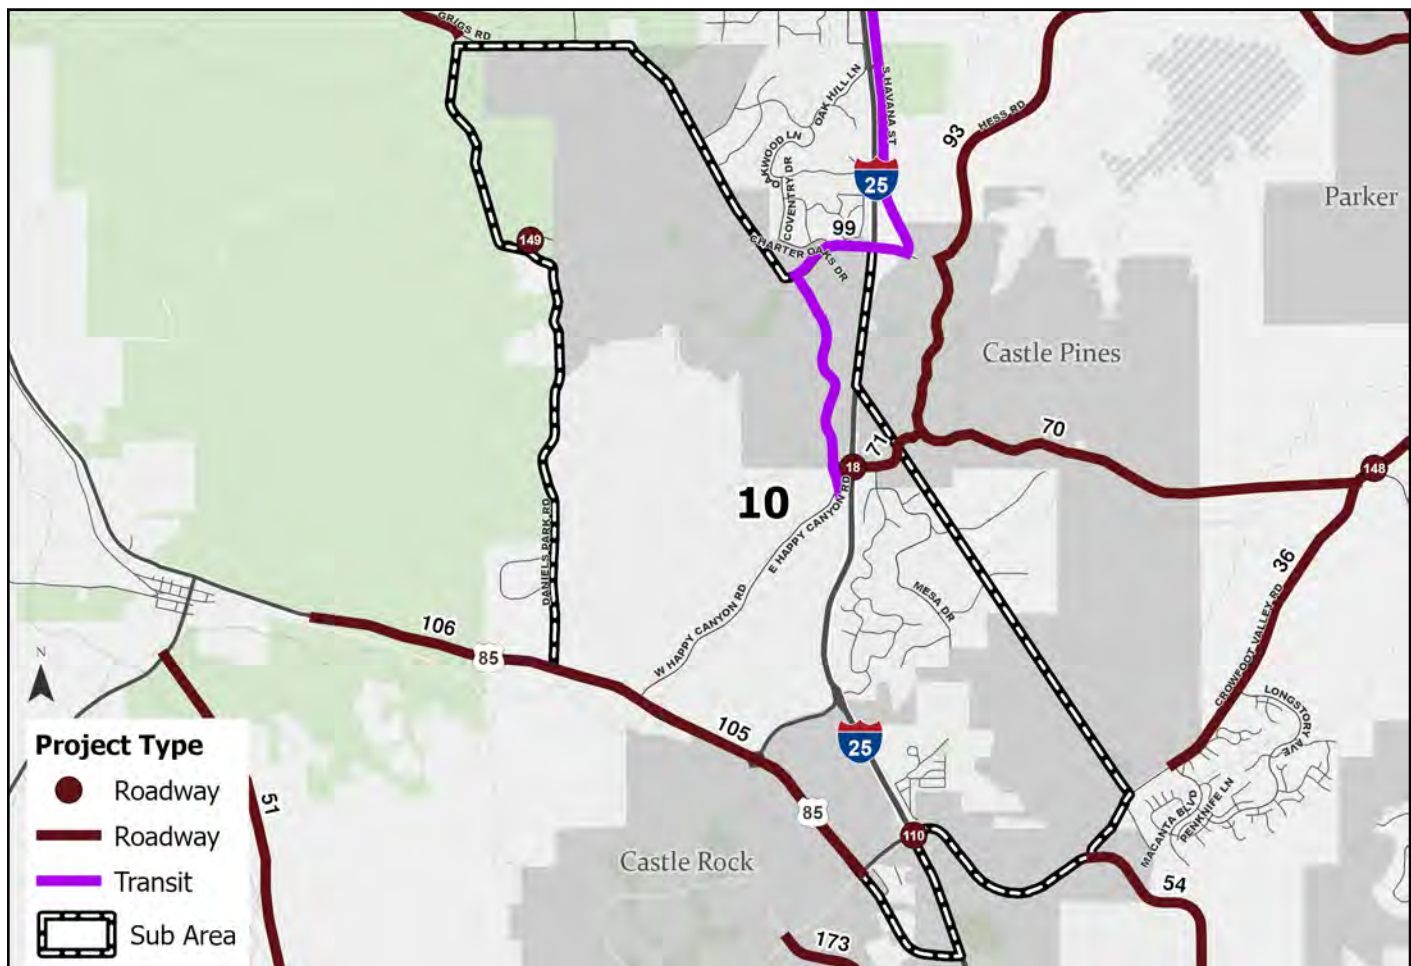 GR/GS RD
OAK HILL LN
S HAVANA ST
HESS RD
93
OAKWOOD LN
25
COVENTRY DR
Parker
149
99
CHARTER OAKS DR
Castle Pines
70
71
18
148
10
E HAPPY CANYON RD
DANIELS PARK RD
36
MESA DR
106
W HAPPY CANYON RD
85
CROWFOOT VALLEY RD
N
LONGSTORY AVE
105
25
Project Type
Roadway
51
MACANTA BLVD
PENKNIFE LN
85
110
Roadway
Castle Rock
Transit
54
Sub Area
173